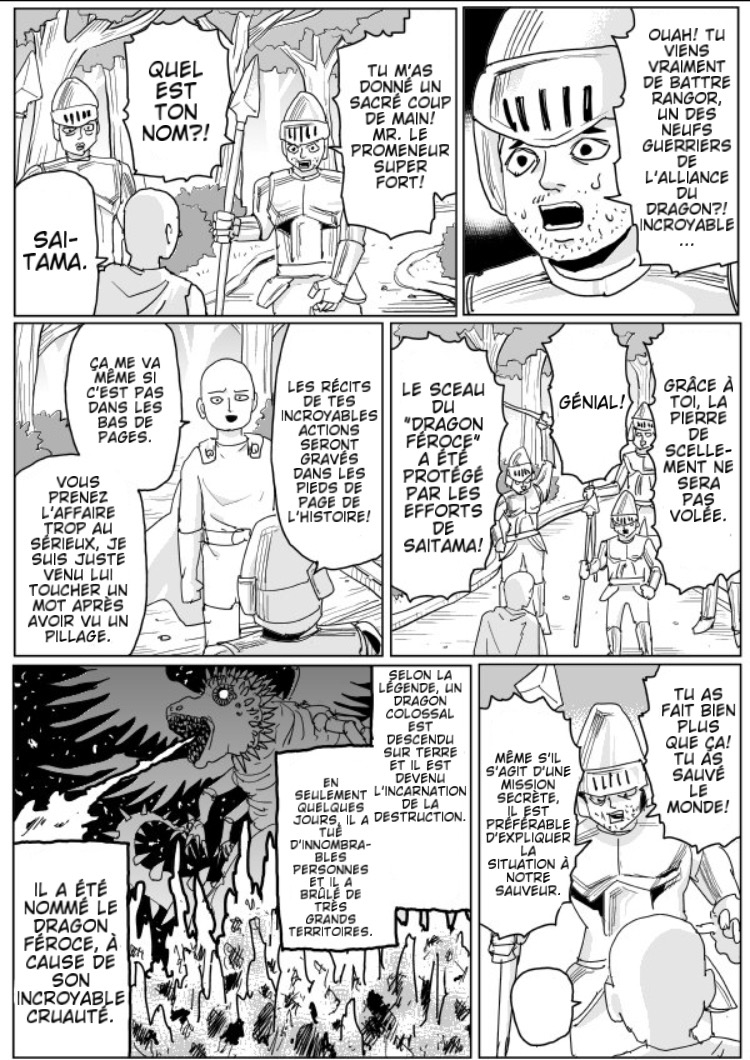 OUAH! TU
VIENS
VRAIMENT
DE BATTRE
RANGOR,
UN DES
NEUFS
GUERRIERS
DE
L'ALLIANCE
DU
DRAGON?!
INCROYABLE
...
TU M'AS
DONNÉ UN
SACRÉ COUP
DE MAIN!
MR. LE
PROMENEUR
SUPER
FORT!
QUEL
EST
TON
NOM?!
SAI-
TAMA.
GRÂCE À
TOI, LA
PIERRE
DE
SCELLE-
MENT NE
SERA
PAS
VOLÉE.
GÉNIAL!
LE SCEAU
DU
"DRAGON
FÉROCE"
A ÉTÉ
PROTÉGÉ
PAR LES
EFFORTS
DE
SAITAMA!
LES RÉCITS
DE TES
INCROYABLES
ACTIONS
SERONT
GRAVÉS
DANS LES
PIEDS DE
PAGE DE
L'HISTOIRE!
ÇA ME VA
MÊME SI
C'EST PAS
DANS LES
BAS DE
PAGES.
VOUS
PRENEZ
L'AFFAIRE
TROP AU
SÉRIEUX, JE
SUIS JUSTE
VENU LUI
TOUCHER UN
MOT APRÈS
AVOIR VU UN
PILLAGE.
TU AS
FAIT BIEN
PLUS
QUE ÇA!
TU AS
SAUVÉ
LE
MONDE!
MÊME S'IL
S'AGIT D'UNE
MISSION
SECRÈTE,
IL EST
PRÉFÉRABLE
D'EXPLIQUER
LA
SITUATION À
NOTRE
SAUVEUR.
SELON LA
LÉGENDE, UN
DRAGON
COLOSSAL
EST
DESCENDU
SUR TERRE
ET IL EST
DEVENU
L'INCARNATION
DE LA
DESTRUCTION.
EN
SEULEMENT
QUELQUES
JOURS, IL A
TUÉ
D'INNOMBRA-
BLES
PERSONNES
ET IL A
BRÛLÉ DE
TRÈS
GRANDS
TERRITOIRES.
IL A ÉTÉ
NOMMÉ LE
DRAGON
FÉROCE, À
CAUSE DE
SON
INCROYABLE
CRUAUTÉ.